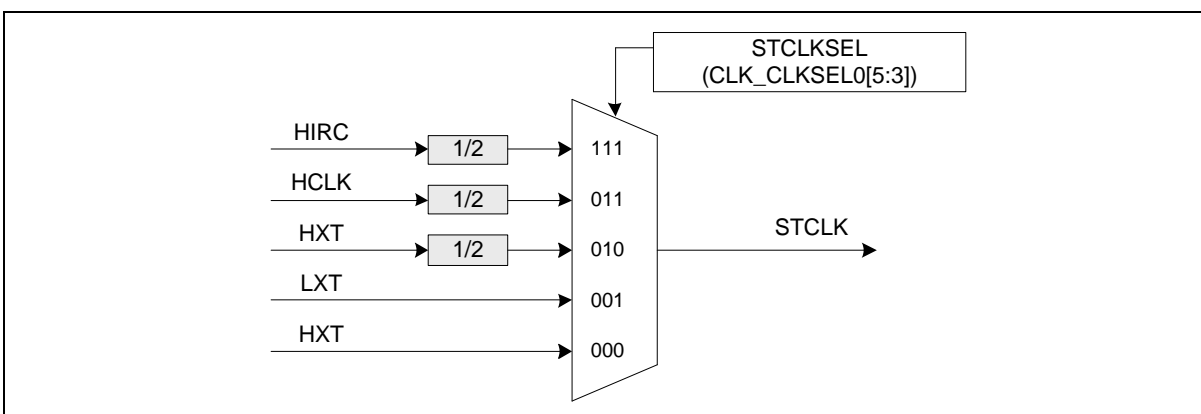 STCLKSEL
(CLK_CLKSEL0[5:3])
HIRC
1/2
111
HCLK
1/2
011
HXT
1/2
010
STCLK
LXT
001
HXT
000